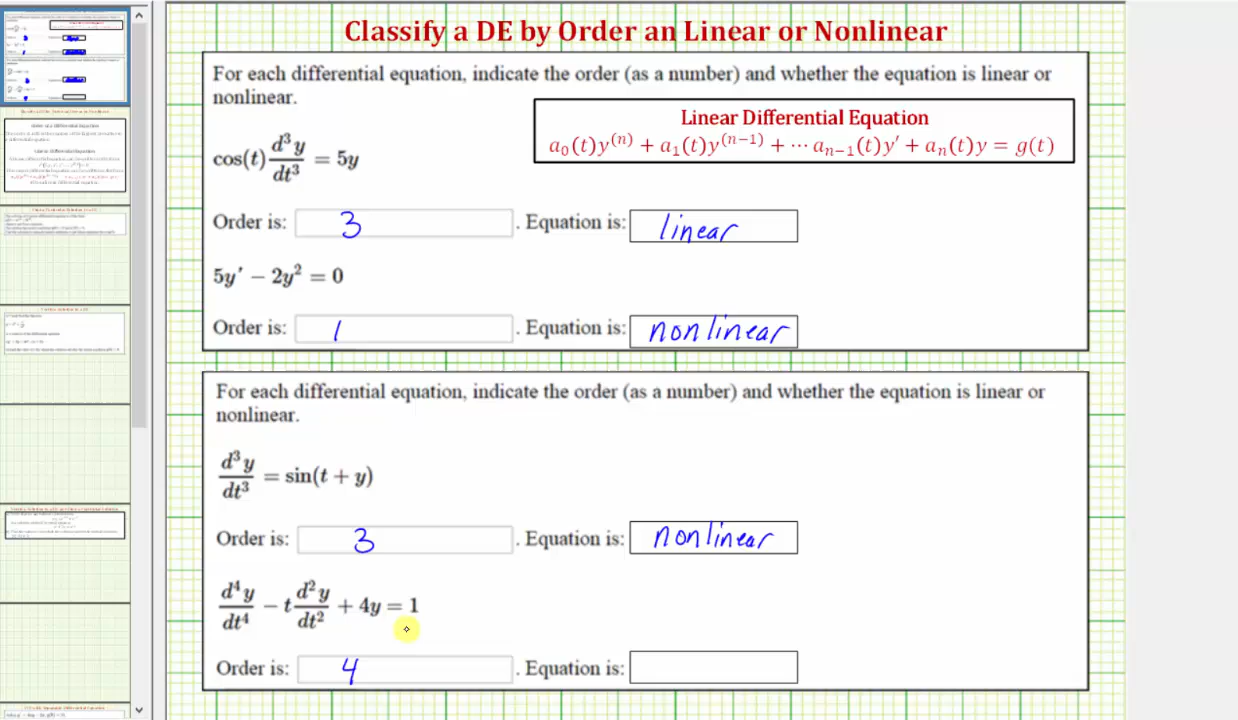 Classify a DE by Order an Linear or Nonlinear
For each differential equation, indicate the order (as a number) and whether the equation is linear or
nonlinear.
Linear Differential Equation
a₀(t)y⁽ⁿ⁾ + a₁(t)y⁽ⁿ⁻¹⁾ + ⋯ aₙ₋₁(t)y′ + aₙ(t)y = g(t)
cos(t) d³y/dt³ = 5y
Order is: 3 . Equation is: linear
5y′ − 2y² = 0
Order is: 1 . Equation is: nonlinear
For each differential equation, indicate the order (as a number) and whether the equation is linear or
nonlinear.
d³y/dt³ = sin(t + y)
Order is: 3 . Equation is: nonlinear
d⁴y/dt⁴ − t d²y/dt² + 4y = 1
Order is: 4 . Equation is: